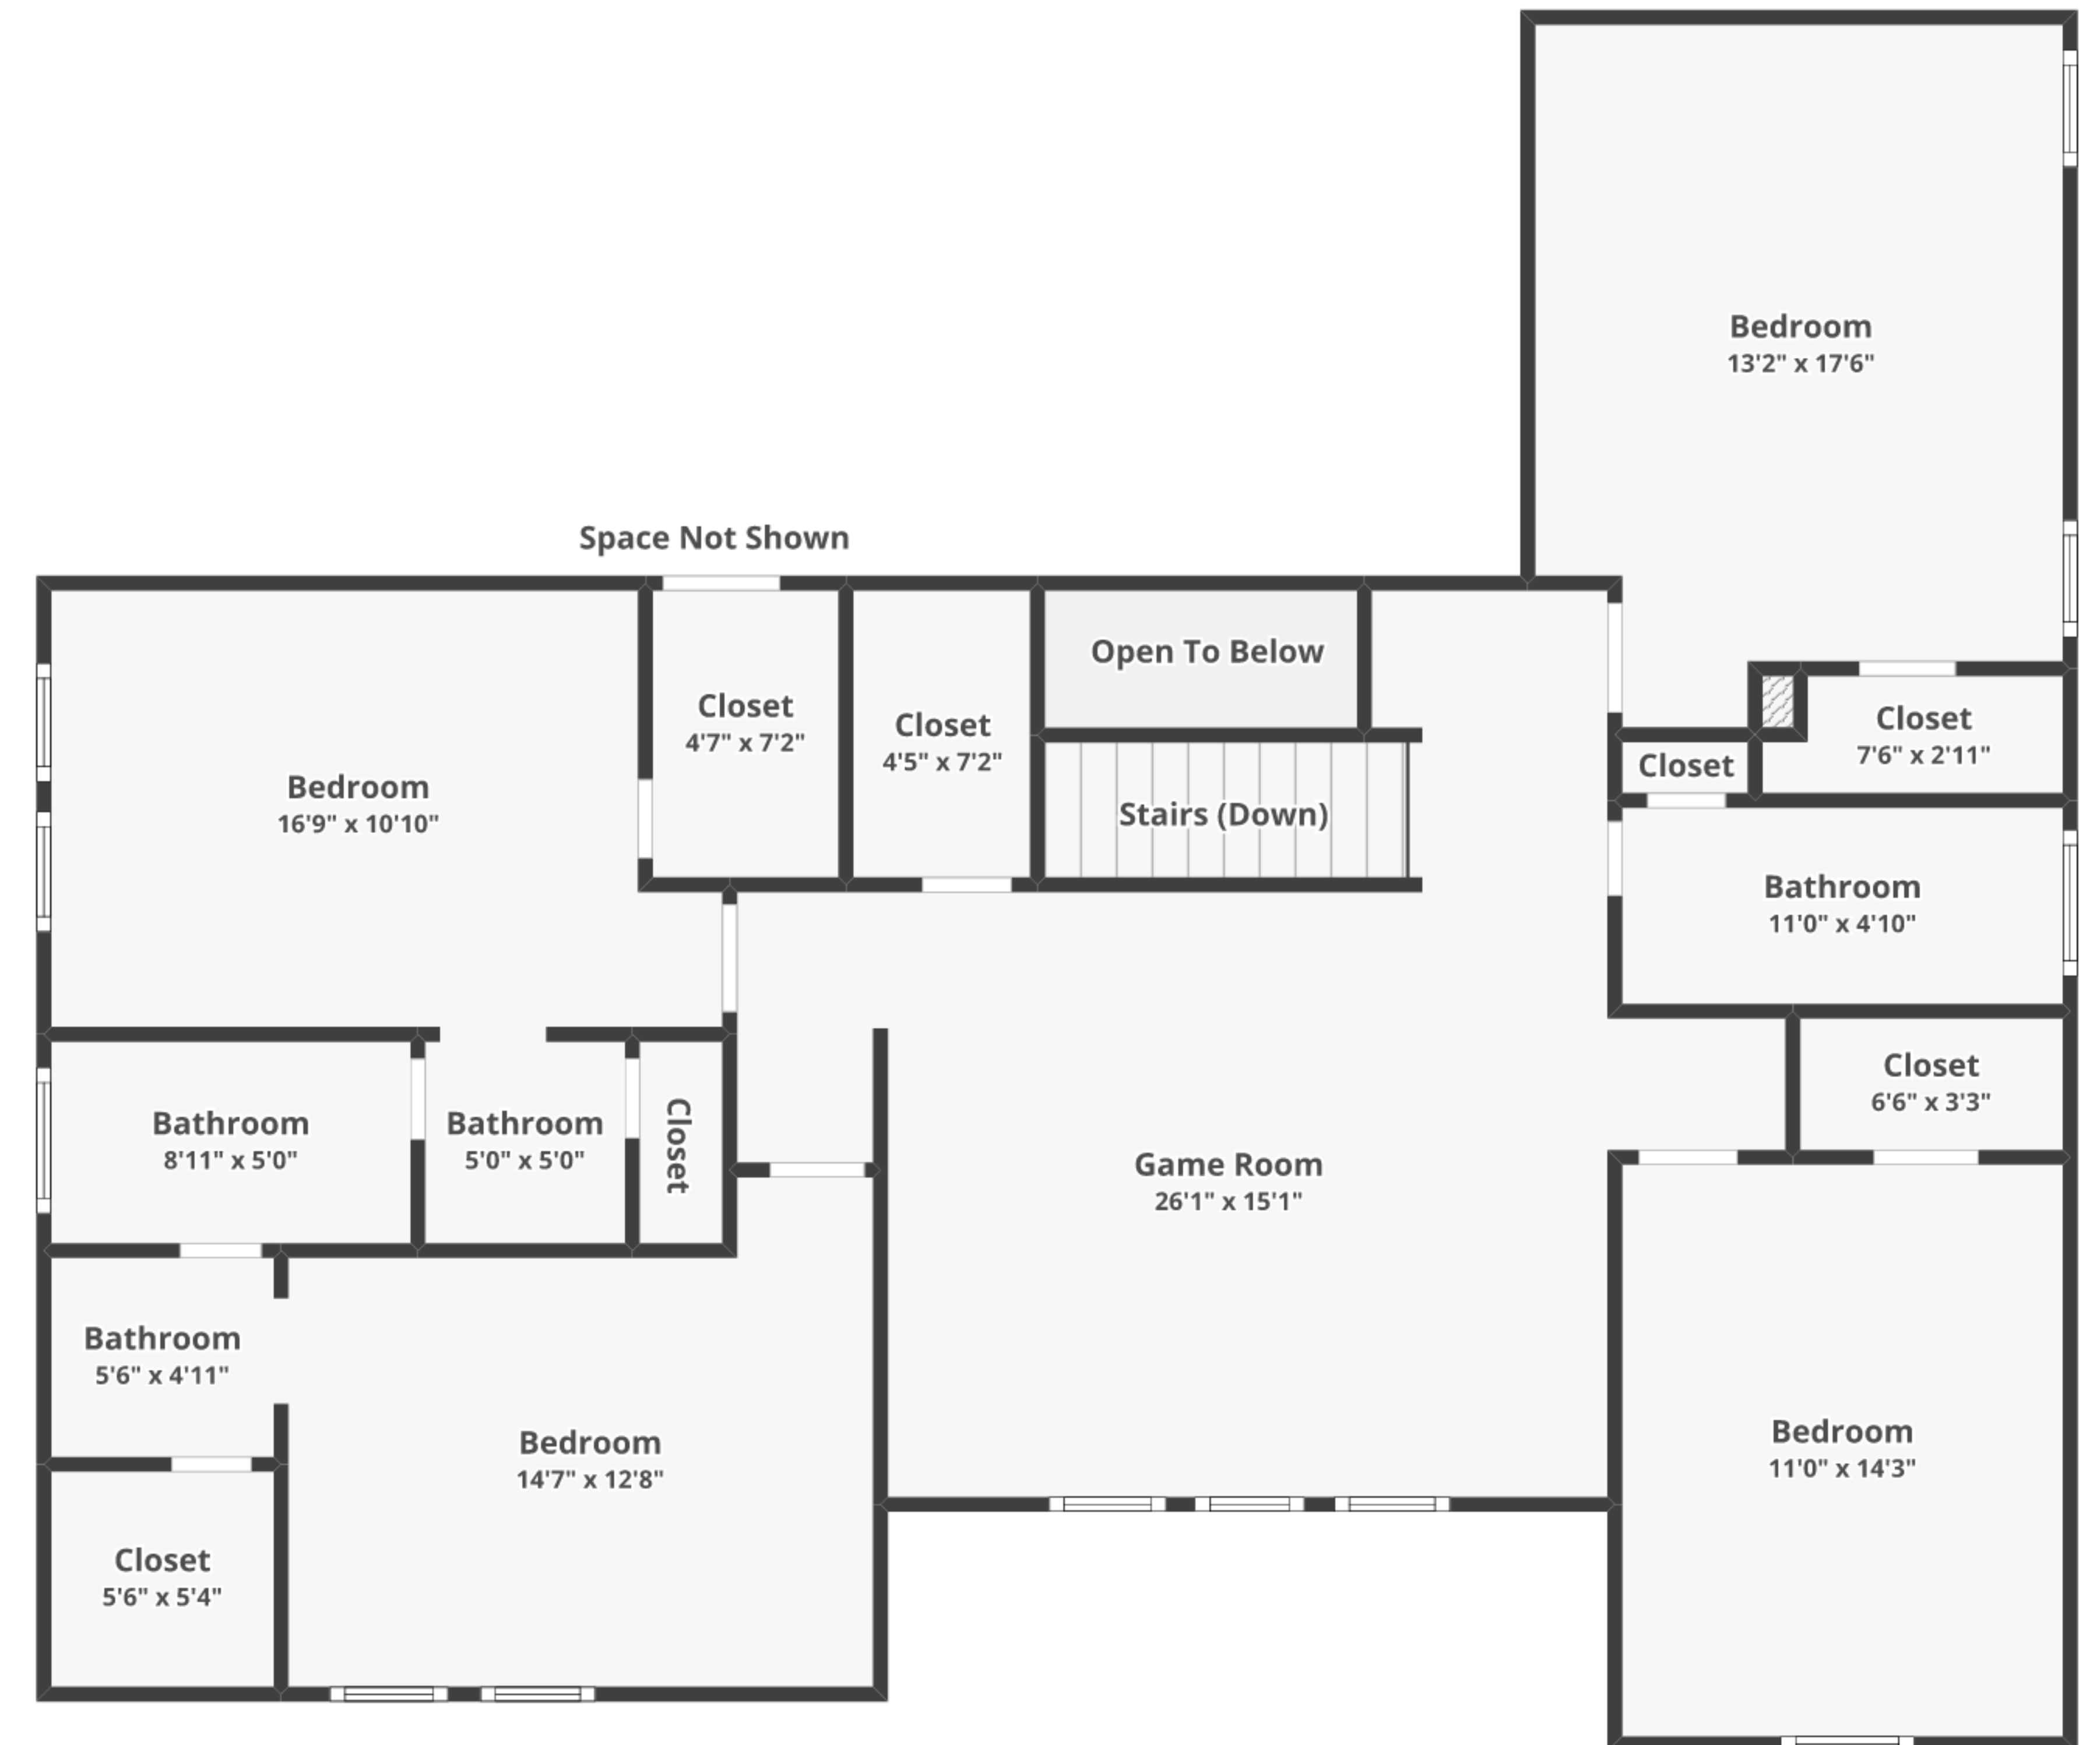 Bedroom
13'2" x 17'6"
Space Not Shown
Open To Below
Closet
4'7" x 7'2"
Closet
4'5" x 7'2"
Closet
7'6" x 2'11"
Closet
Bedroom
16'9" x 10'10"
Stairs (Down)
Bathroom
11'0" x 4'10"
Closet
6'6" x 3'3"
Bathroom
8'11" x 5'0"
Bathroom
5'0" x 5'0"
Closet
Game Room
26'1" x 15'1"
Bathroom
5'6" x 4'11"
Bedroom
14'7" x 12'8"
Bedroom
11'0" x 14'3"
Closet
5'6" x 5'4"